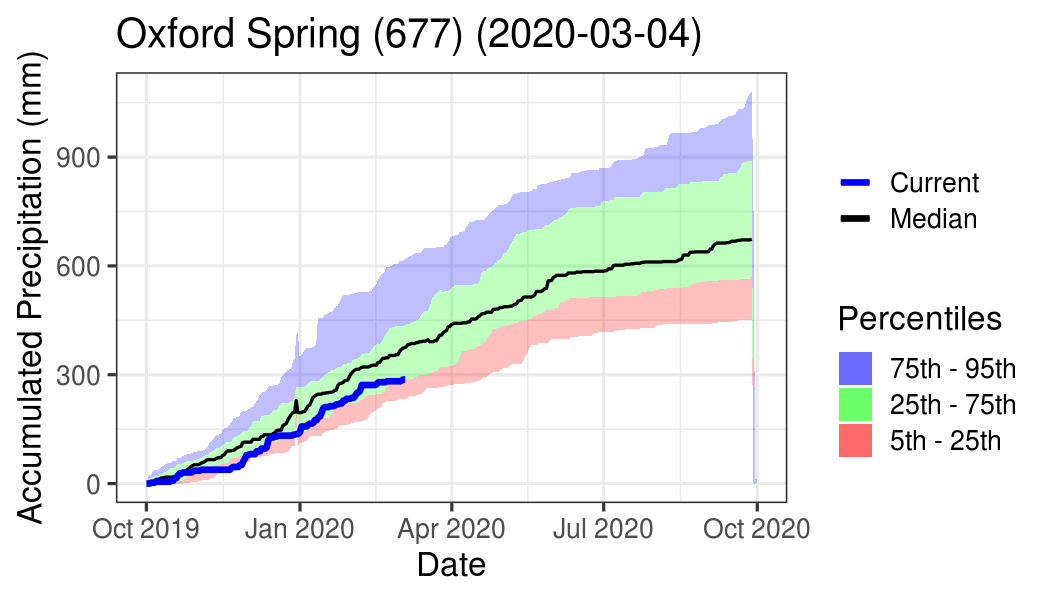 Oxford Spring (677) (2020-03-04)
Accumulated Precipitation (mm)
900
600
300
0
Oct 2019
Jan 2020
Apr 2020
Jul 2020
Oct 2020
Date
Current
Median
Percentiles
75th - 95th
25th - 75th
5th - 25th